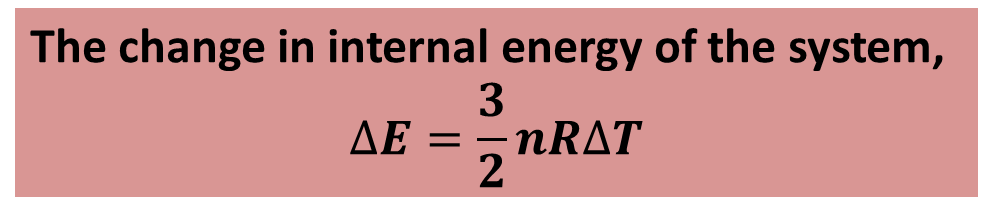 The change in internal energy of the system,
ΔE = 3/2 nRΔT